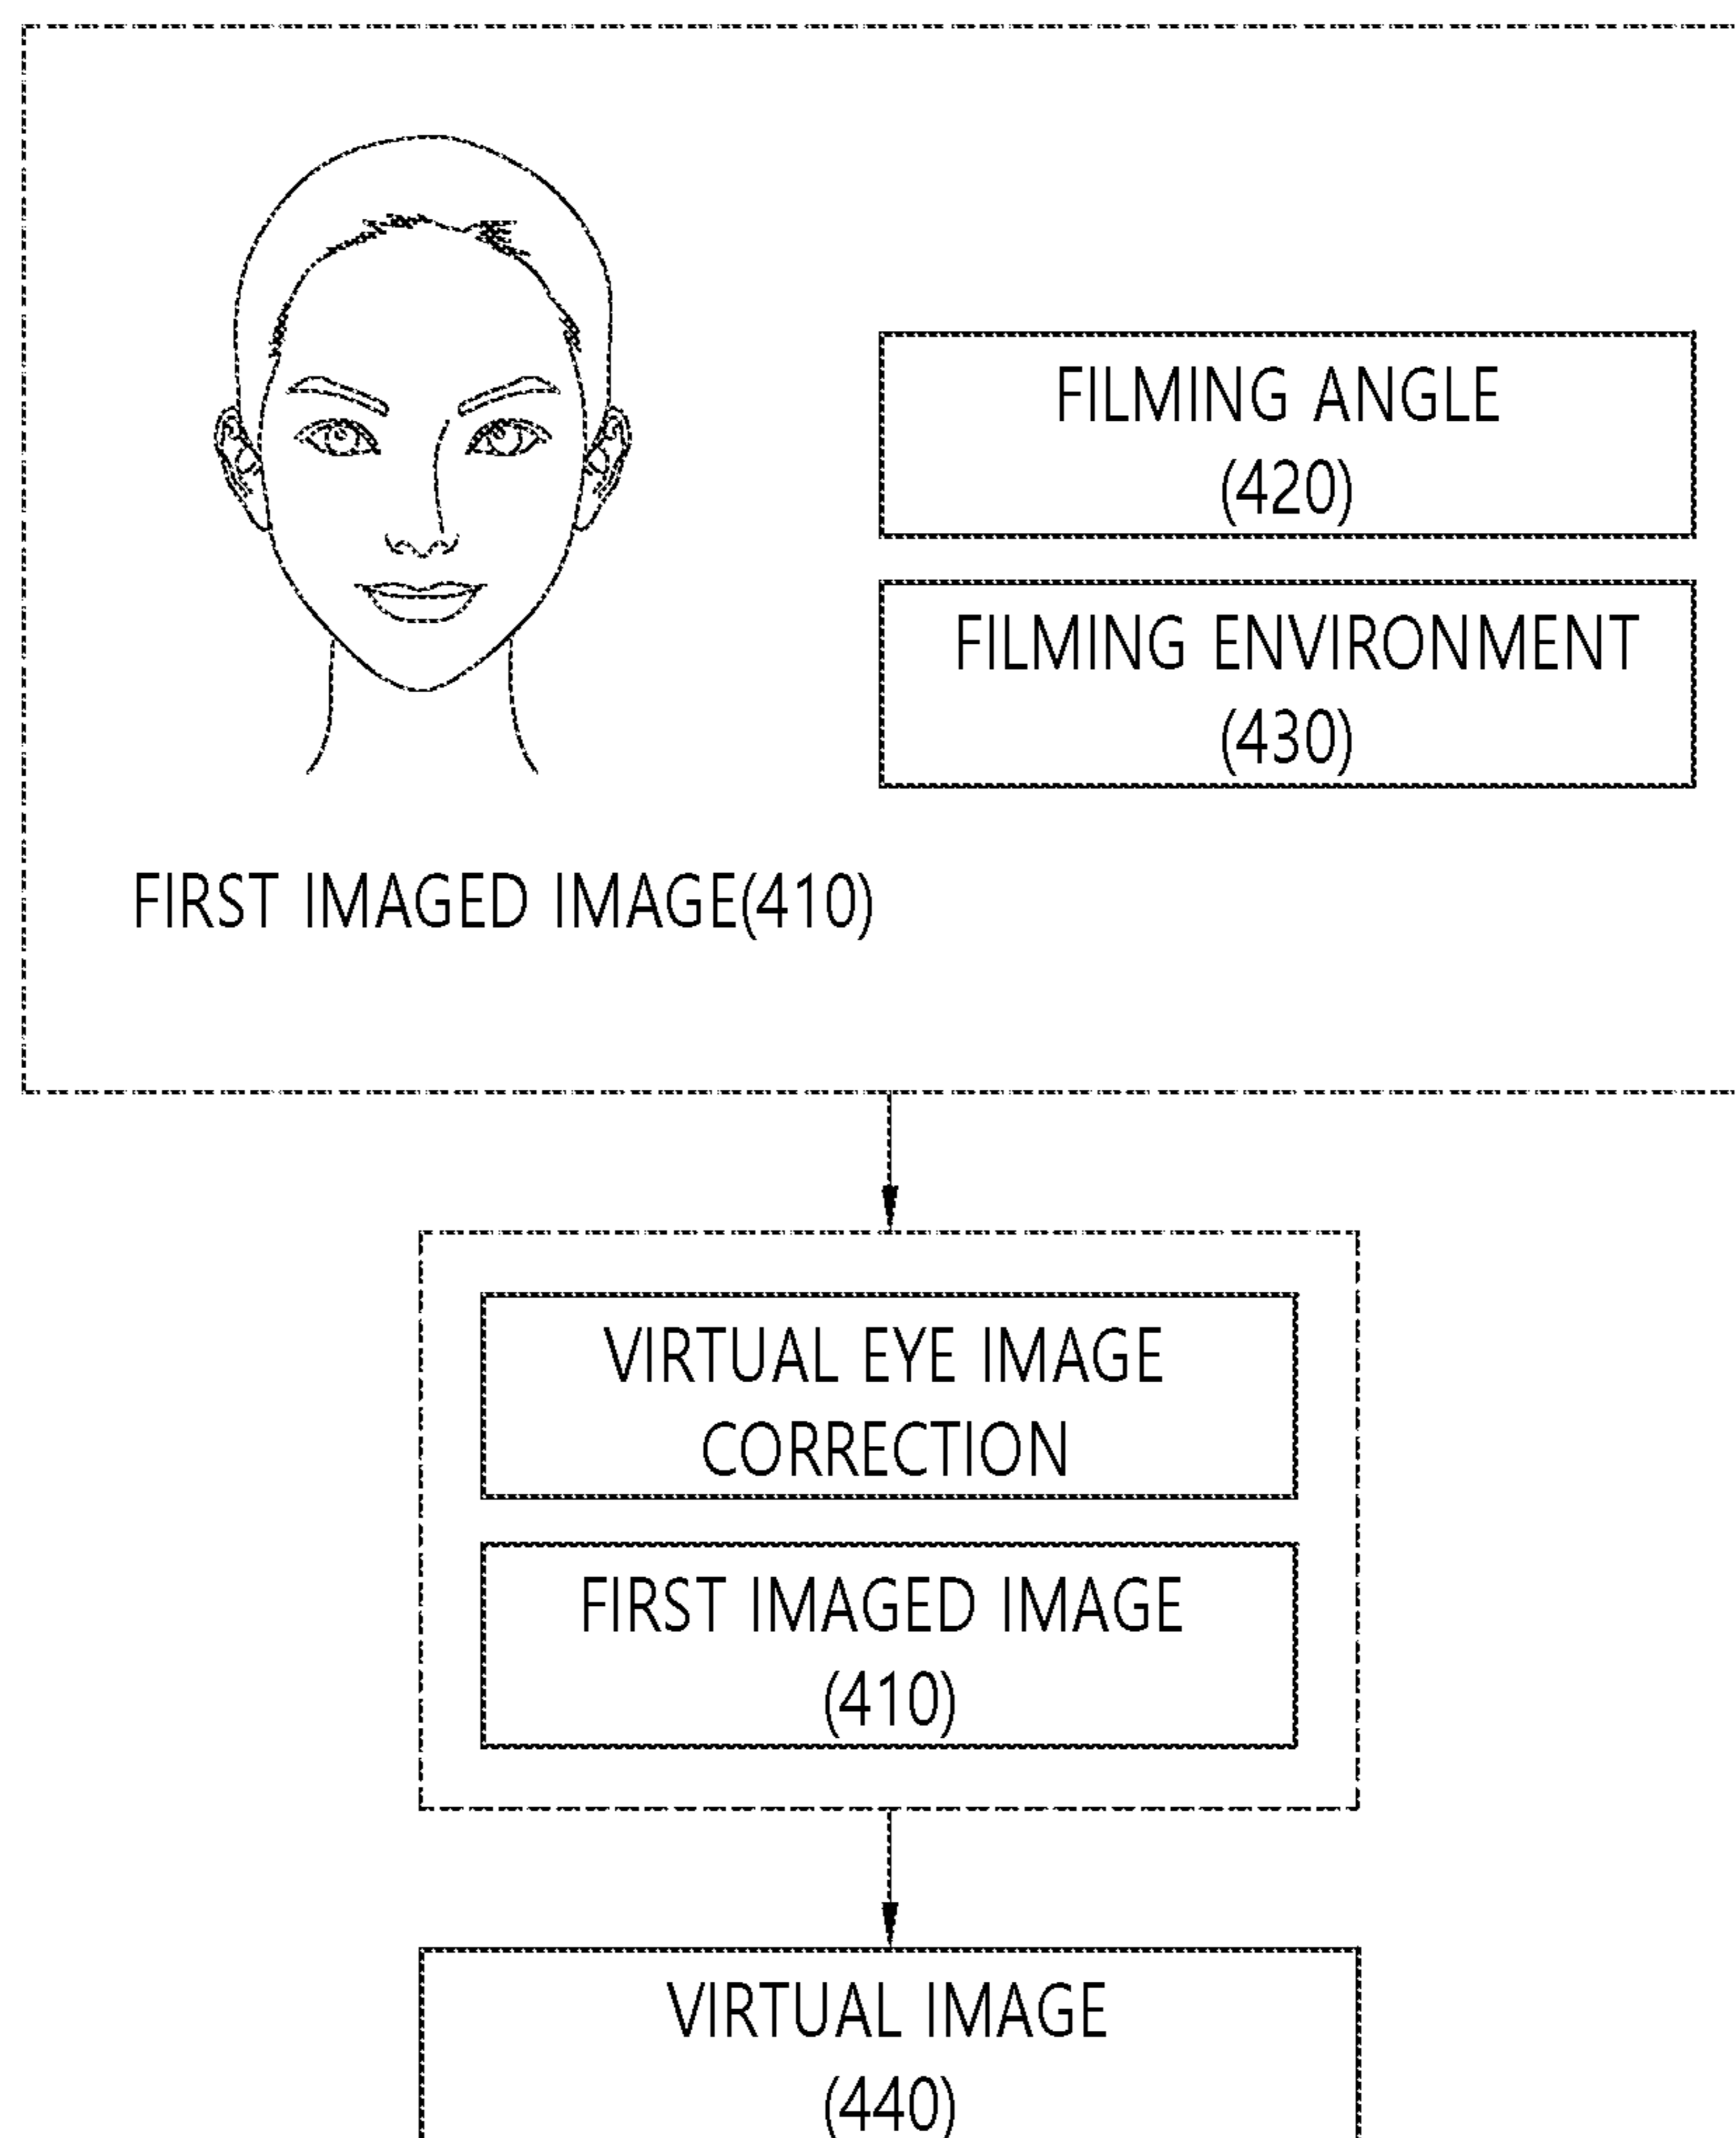 FILMING ANGLE
(420)
FILMING ENVIRONMENT
(430)
FIRST IMAGED IMAGE(410)
VIRTUAL EYE IMAGE
CORRECTION
FIRST IMAGED IMAGE
(410)
VIRTUAL IMAGE
(440)